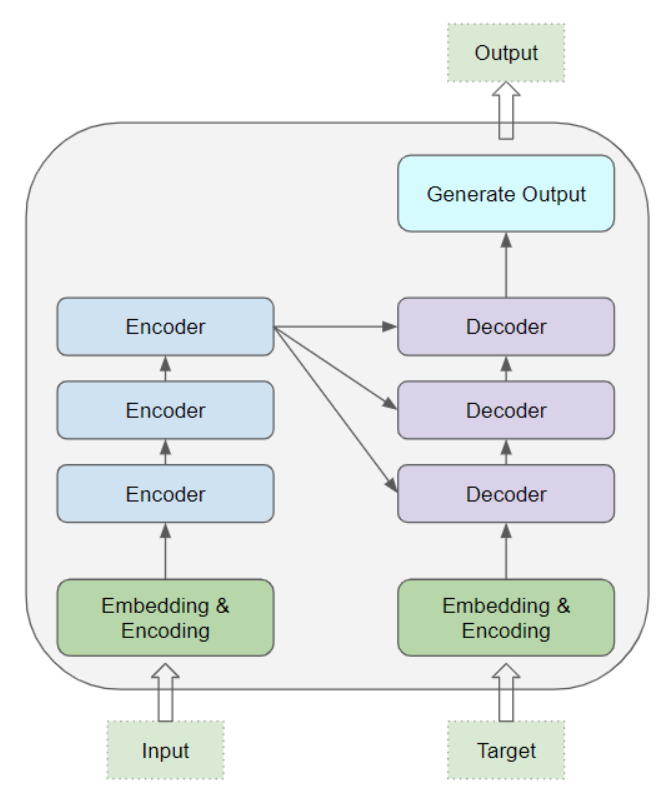 Output
Generate Output
Encoder
Decoder
Encoder
Decoder
Encoder
Decoder
Embedding &
Encoding
Embedding &
Encoding
Input
Target